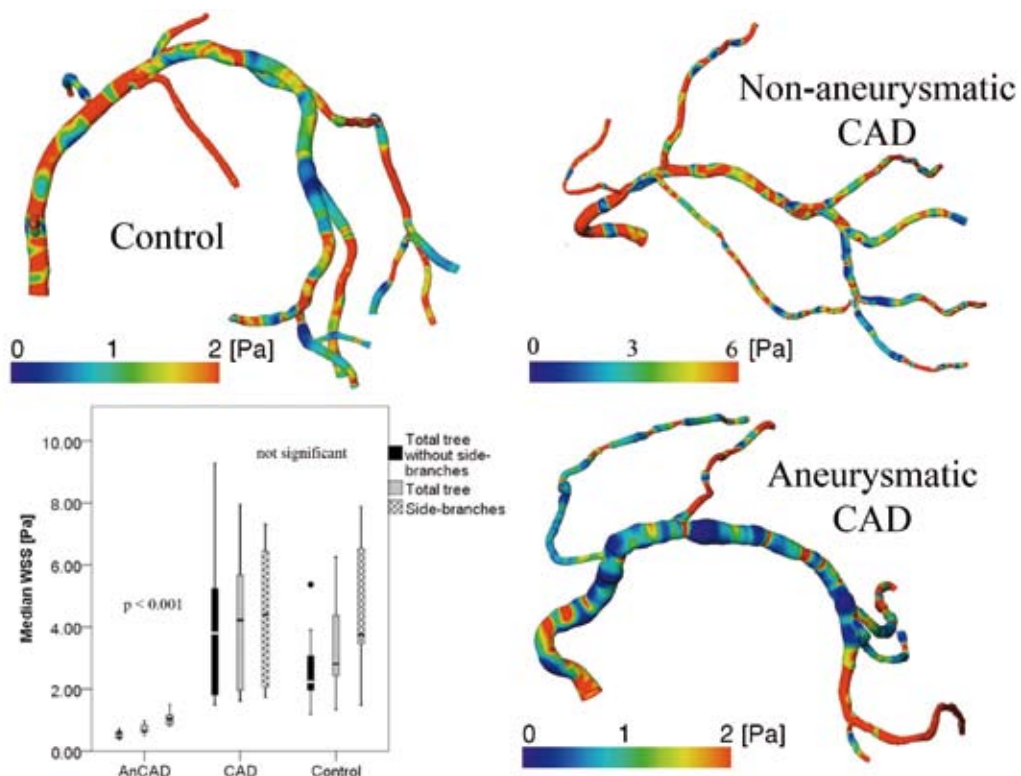 Control
0 1 2 [Pa]
Non-aneurysmatic
CAD
0 3 6 [Pa]
Median WSS [Pa]
10.00
8.00
6.00
4.00
2.00
0.00
p < 0.001
not significant
Total tree
without side-
branches
Total tree
Side-branches
AnCAD CAD Control
Aneurysmatic
CAD
0 1 2 [Pa]